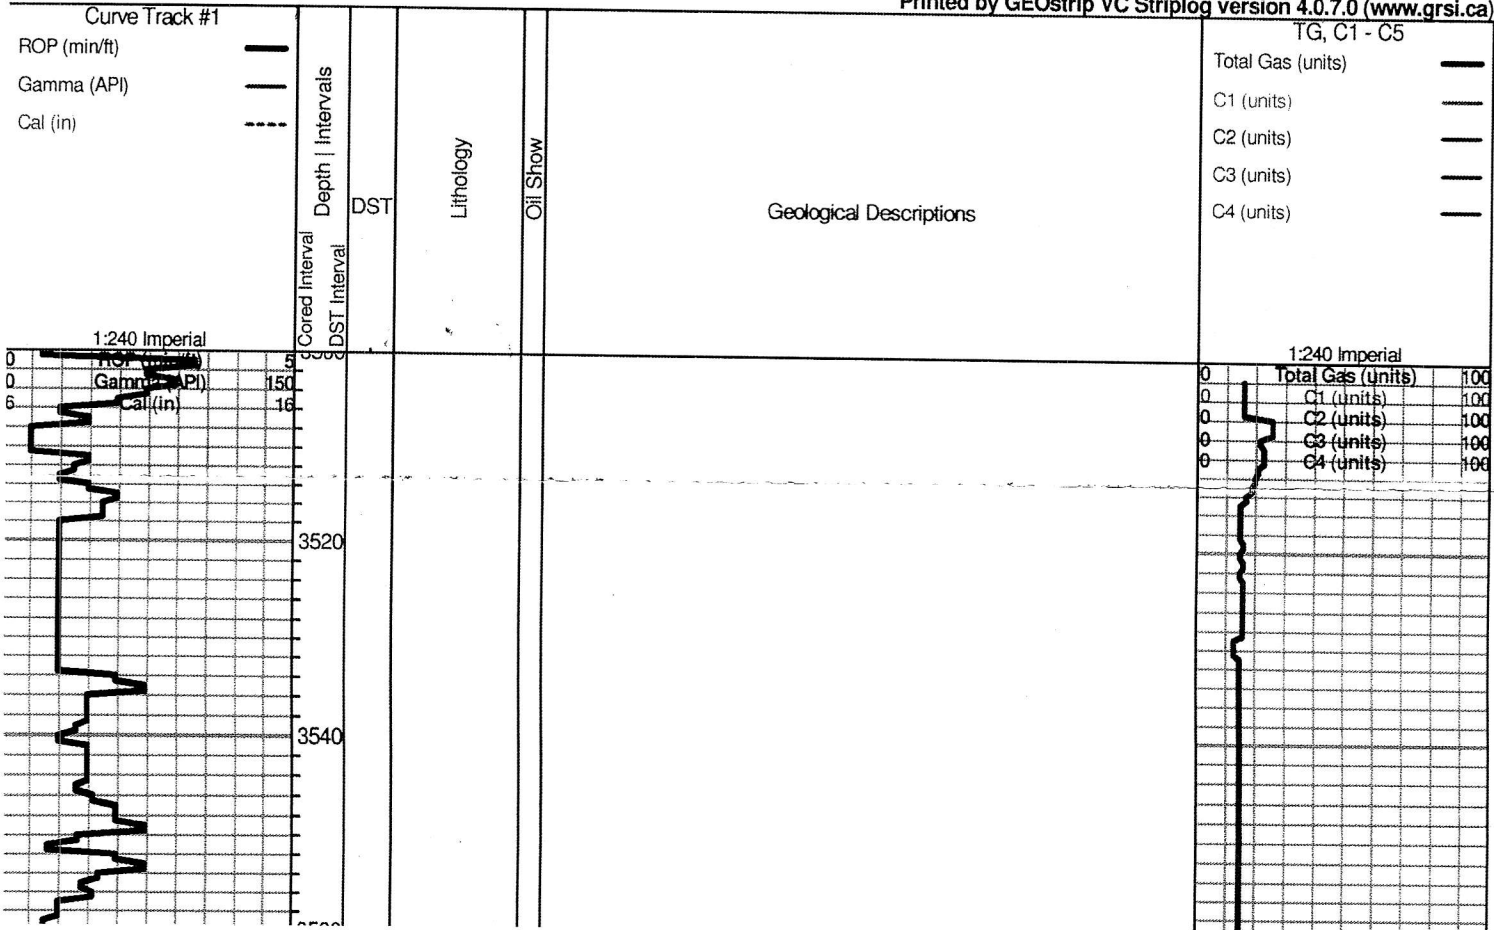 Printed by GEOstrip VC Striplog version 4.0.7.0 (www.grsi.ca)
Curve Track #1
ROP (min/ft)
Gamma (API)
Cal (in)
1:240 Imperial
Cored Interval
Depth | Intervals
DST Interval
DST
Lithology
Oil Show
Geological Descriptions
TG, C1 - C5
Total Gas (units)
C1 (units)
C2 (units)
C3 (units)
C4 (units)
1:240 Imperial
0 ROP (min/ft) 5
0 Gamma (API) 150
6 Cal (in) 16
0 Total Gas (units) 100
0 C1 (units) 100
0 C2 (units) 100
0 C3 (units) 100
0 C4 (units) 100
3520
3540